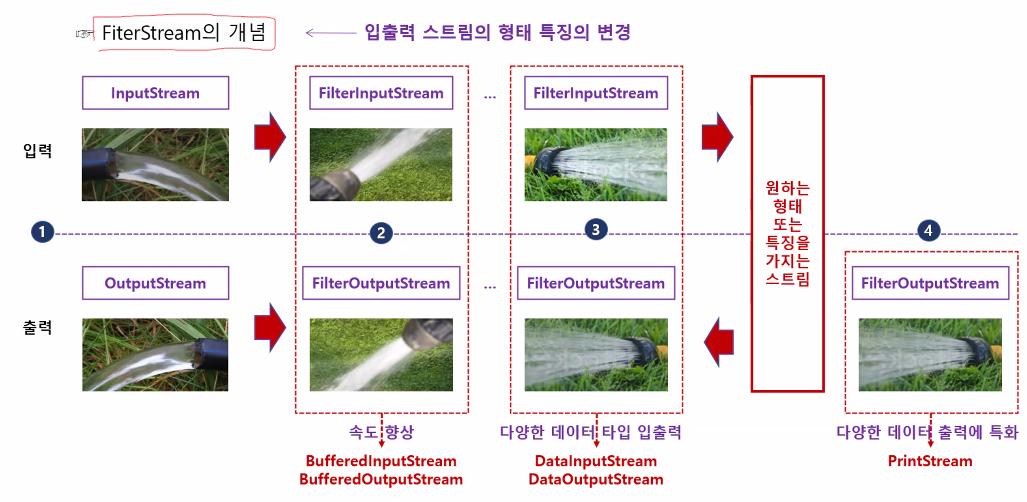 ☞ FiterStream의 개념
입출력 스트림의 형태 특징의 변경
InputStream
FilterInputStream
...
FilterInputStream
입력
원하는
형태
또는
특징을
가지는
스트림
1
2
3
4
OutputStream
FilterOutputStream
...
FilterOutputStream
FilterOutputStream
출력
속도 향상
다양한 데이터 타입 입출력
다양한 데이터 출력에 특화
BufferedInputStream
BufferedOutputStream
DataInputStream
DataOutputStream
PrintStream